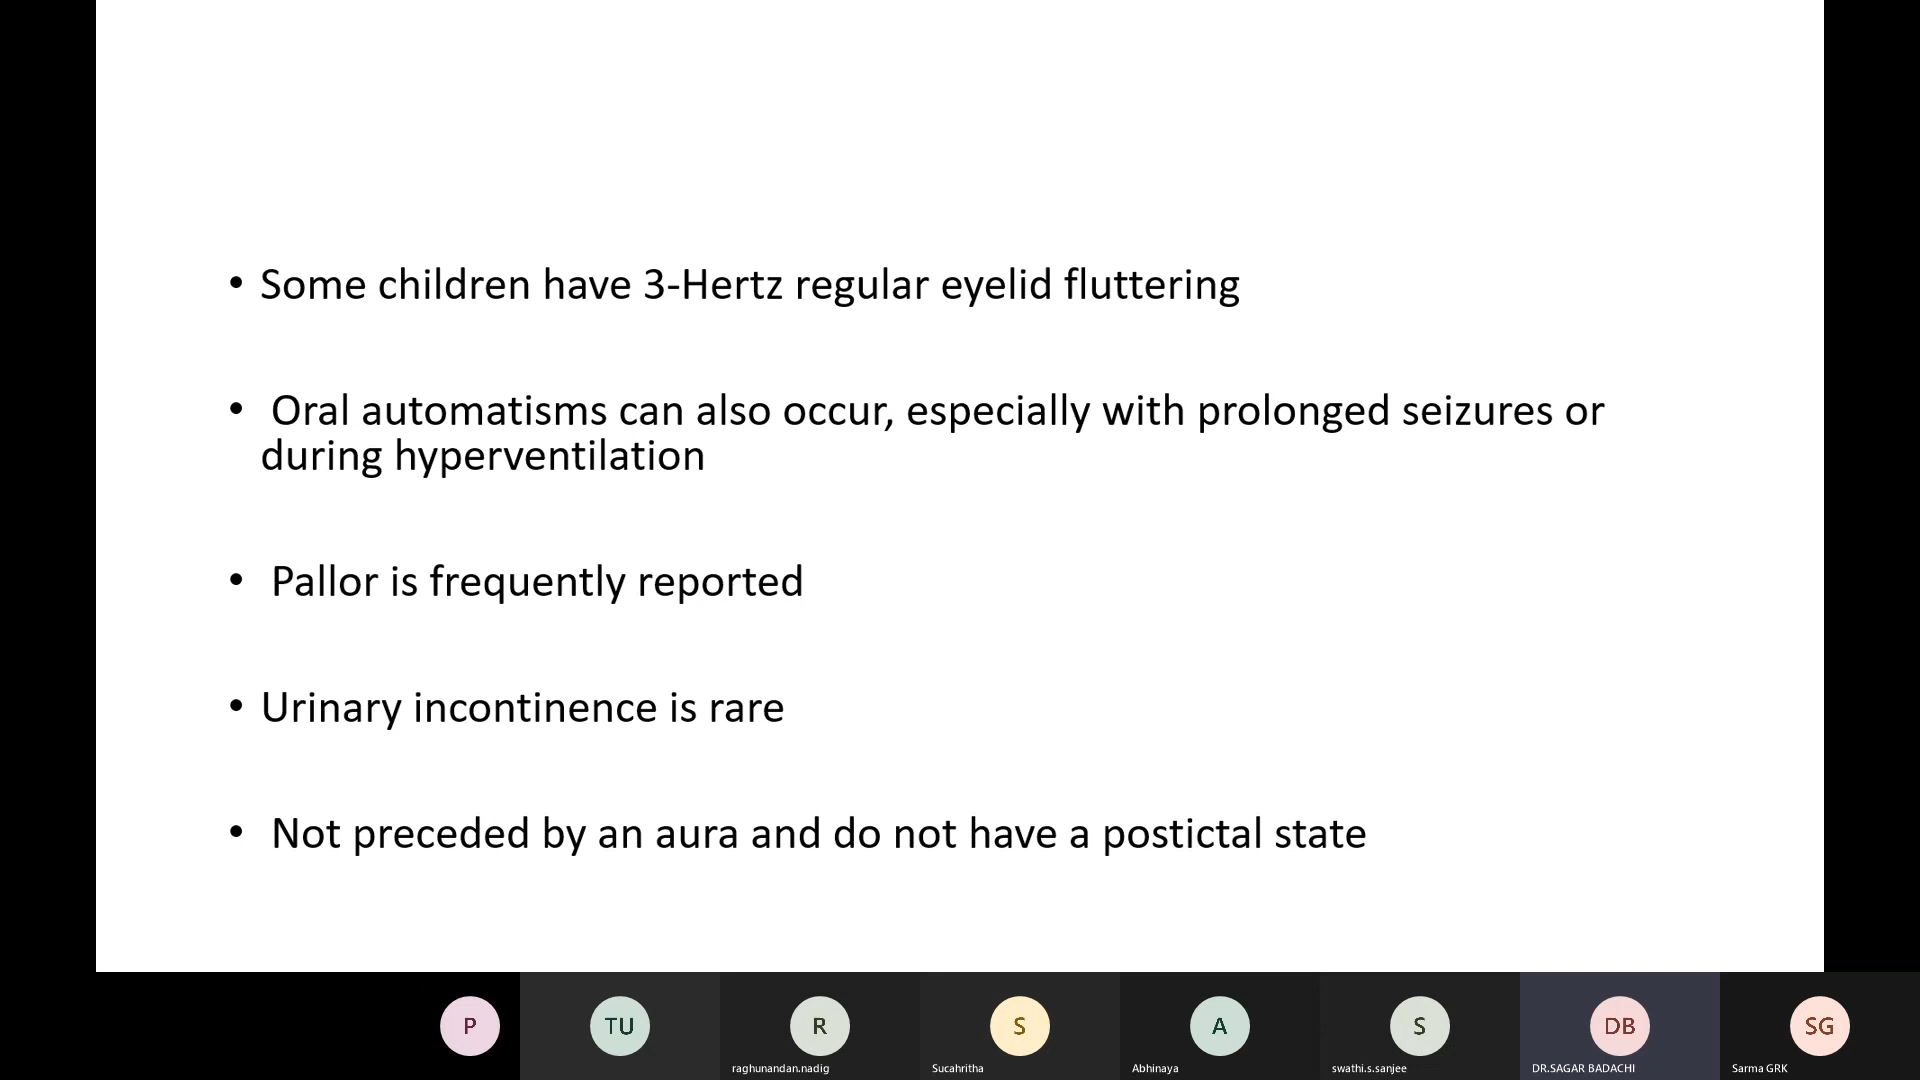 • Some children have 3-Hertz regular eyelid fluttering
• Oral automatisms can also occur, especially with prolonged seizures or
during hyperventilation
• Pallor is frequently reported
• Urinary incontinence is rare
• Not preceded by an aura and do not have a postictal state
P TU R S A S DB SG
raghunandan.nadig Sucahritha Abhinaya swathi.s.sanjee DR.SAGAR BADACHI Sarma GRK